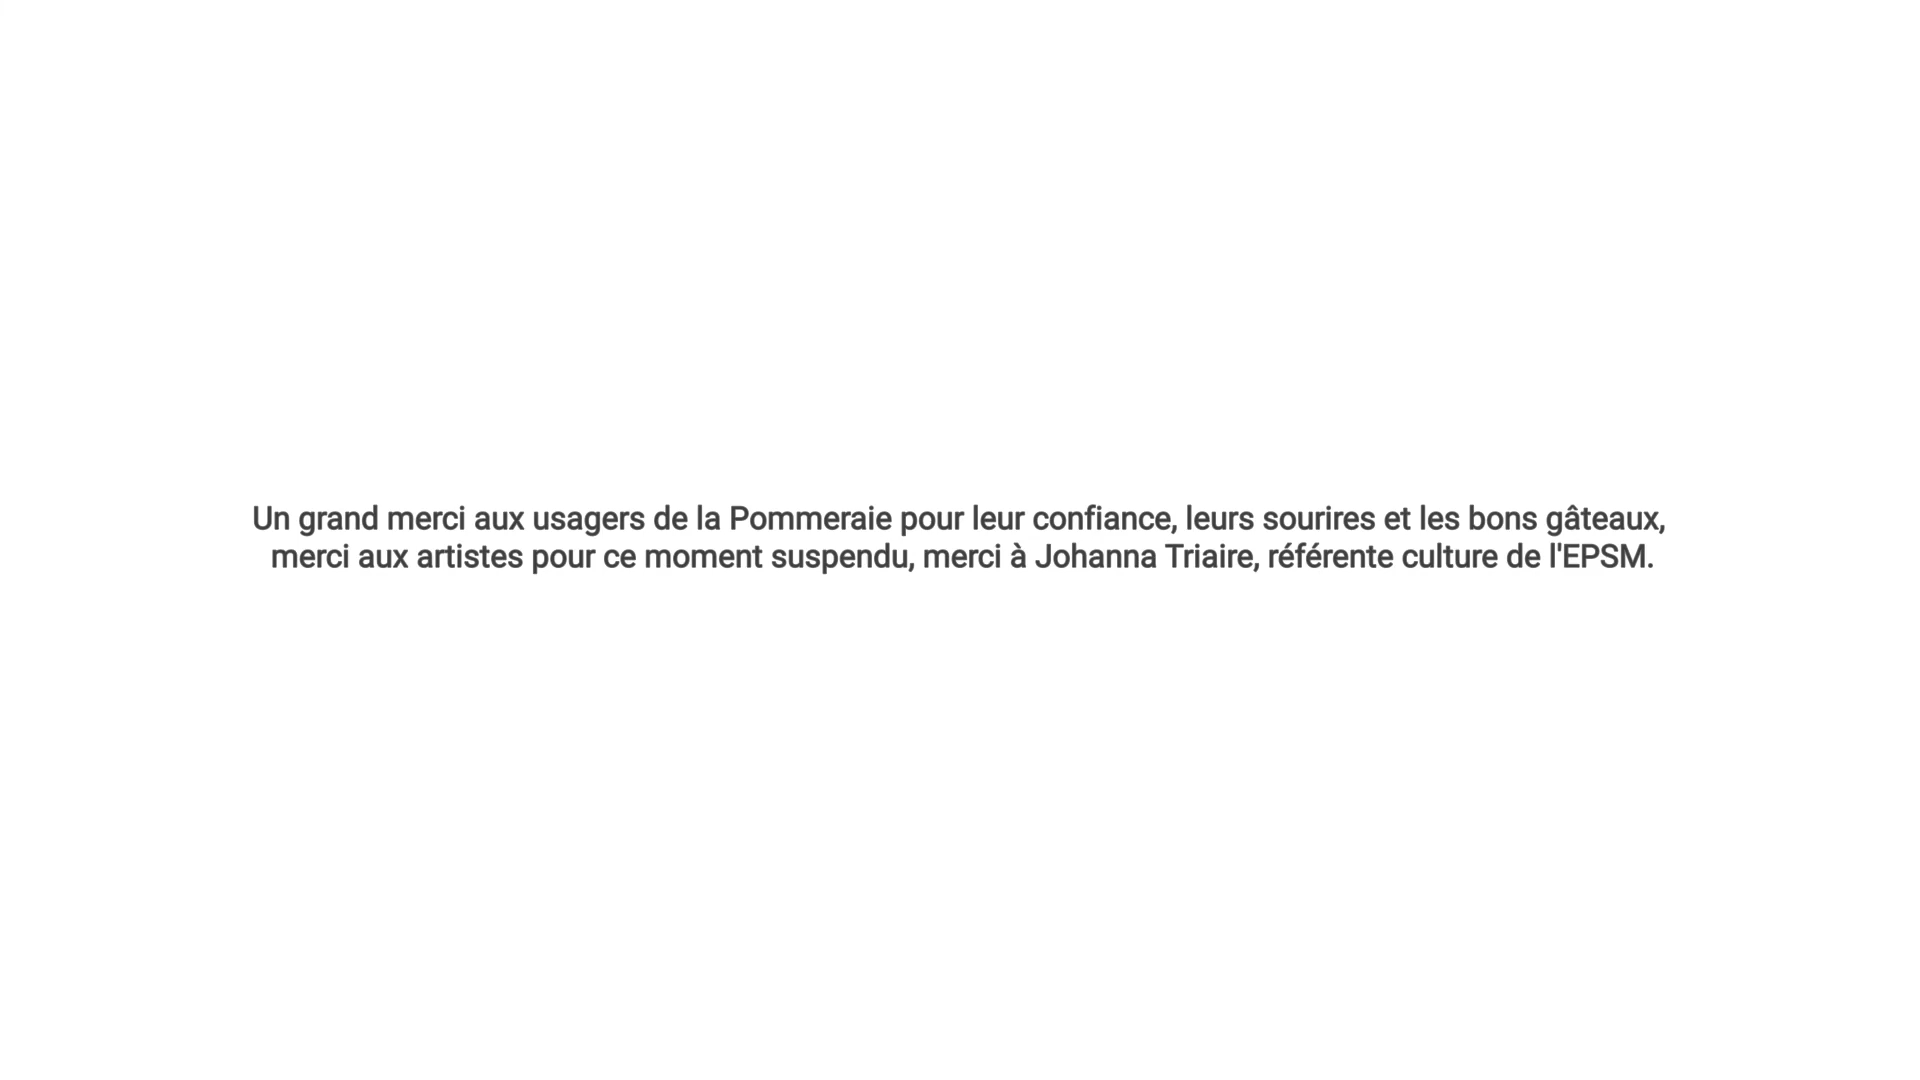 Un grand merci aux usagers de la Pommeraie pour leur confiance, leurs sourires et les bons gâteaux,
merci aux artistes pour ce moment suspendu, merci à Johanna Triaire, référente culture de l'EPSM.